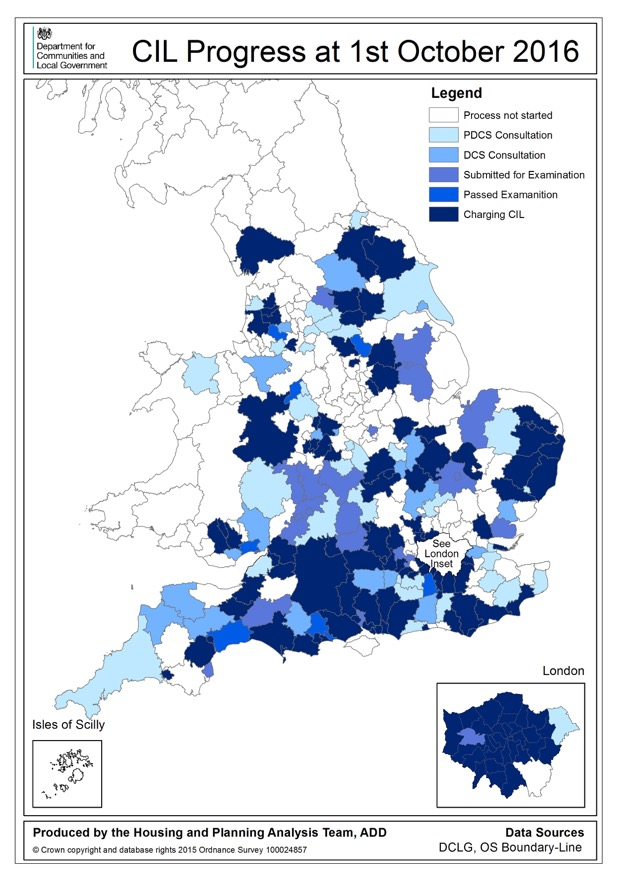 Department for
Communities and
Local Government
CIL Progress at 1st October 2016
Legend
Process not started
PDCS Consultation
DCS Consultation
Submitted for Examination
Passed Examanition
Charging CIL
See
London
Inset
London
Isles of Scilly
Produced by the Housing and Planning Analysis Team, ADD
Data Sources
© Crown copyright and database rights 2015 Ordnance Survey 100024857
DCLG, OS Boundary-Line